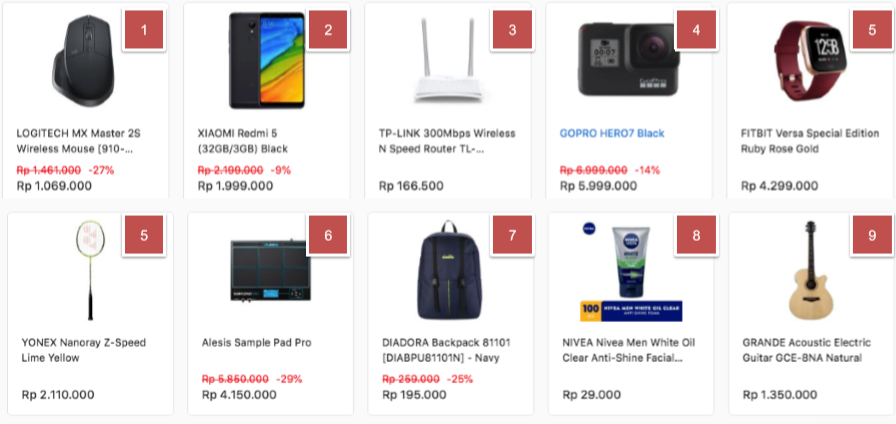 1
LOGITECH MX Master 2S
Wireless Mouse [910-...
Rp 1.461.000 -27%
Rp 1.069.000
2
XIAOMI Redmi 5
(32GB/3GB) Black
Rp 2.199.000 -9%
Rp 1.999.000
3
TP-LINK 300Mbps Wireless
N Speed Router TL-...
Rp 166.500
4
GOPRO HERO7 Black
Rp 6.999.000 -14%
Rp 5.999.000
5
FITBIT Versa Special Edition
Ruby Rose Gold
Rp 4.299.000
5
YONEX Nanoray Z-Speed
Lime Yellow
Rp 2.110.000
6
Alesis Sample Pad Pro
Rp 5.850.000 -29%
Rp 4.150.000
7
DIADORA Backpack 81101
[DIABPU81101N] - Navy
Rp 259.000 -25%
Rp 195.000
8
NIVEA
NIVEA MEN WHITE OIL CLEAR
100
NIVEA Nivea Men White Oil
Clear Anti-Shine Facial...
Rp 29.000
9
GRANDE Acoustic Electric
Guitar GCE-8NA Natural
Rp 1.350.000